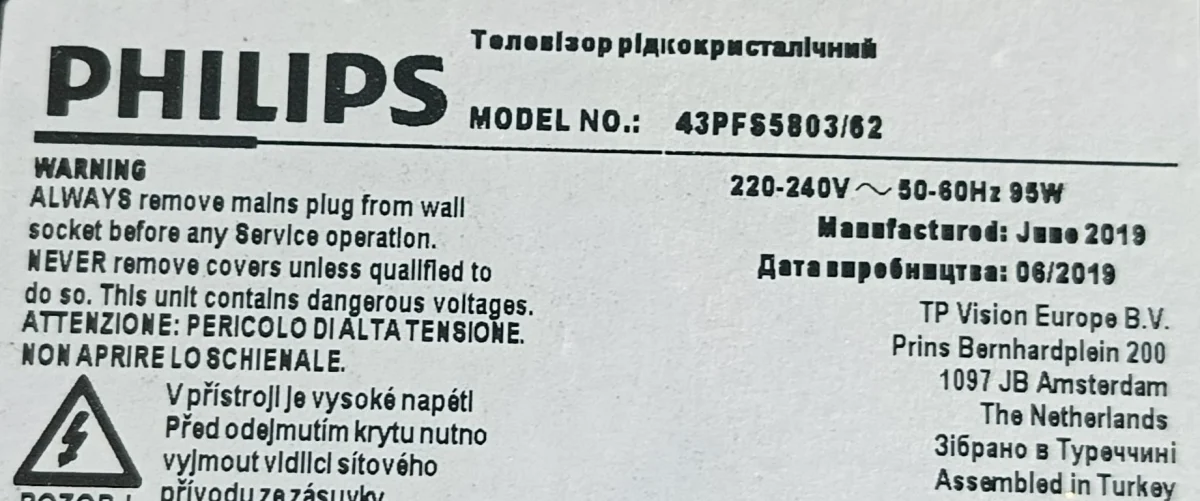 PHILIPS
Телевізор рідкокристалічний
MODEL NO.: 43PFS5803/62
WARNING
ALWAYS remove mains plug from wall
socket before any Service operation.
NEVER remove covers unless qualified to
do so. This unit contains dangerous voltages.
ATTENZIONE: PERICOLO DI ALTA TENSIONE.
NON APRIRE LO SCHIENALE.
V přístroji je vysoké napětí
Před odejmutím krytu nutno
vyjmout vidlici síťového
přívodu ze zásuvky
POZOR!
220-240V ~ 50-60Hz 95W
Manufactured: June 2019
Дата виробництва: 06/2019
TP Vision Europe B.V.
Prins Bernhardplein 200
1097 JB Amsterdam
The Netherlands
Зібрано в Туреччині
Assembled in Turkey